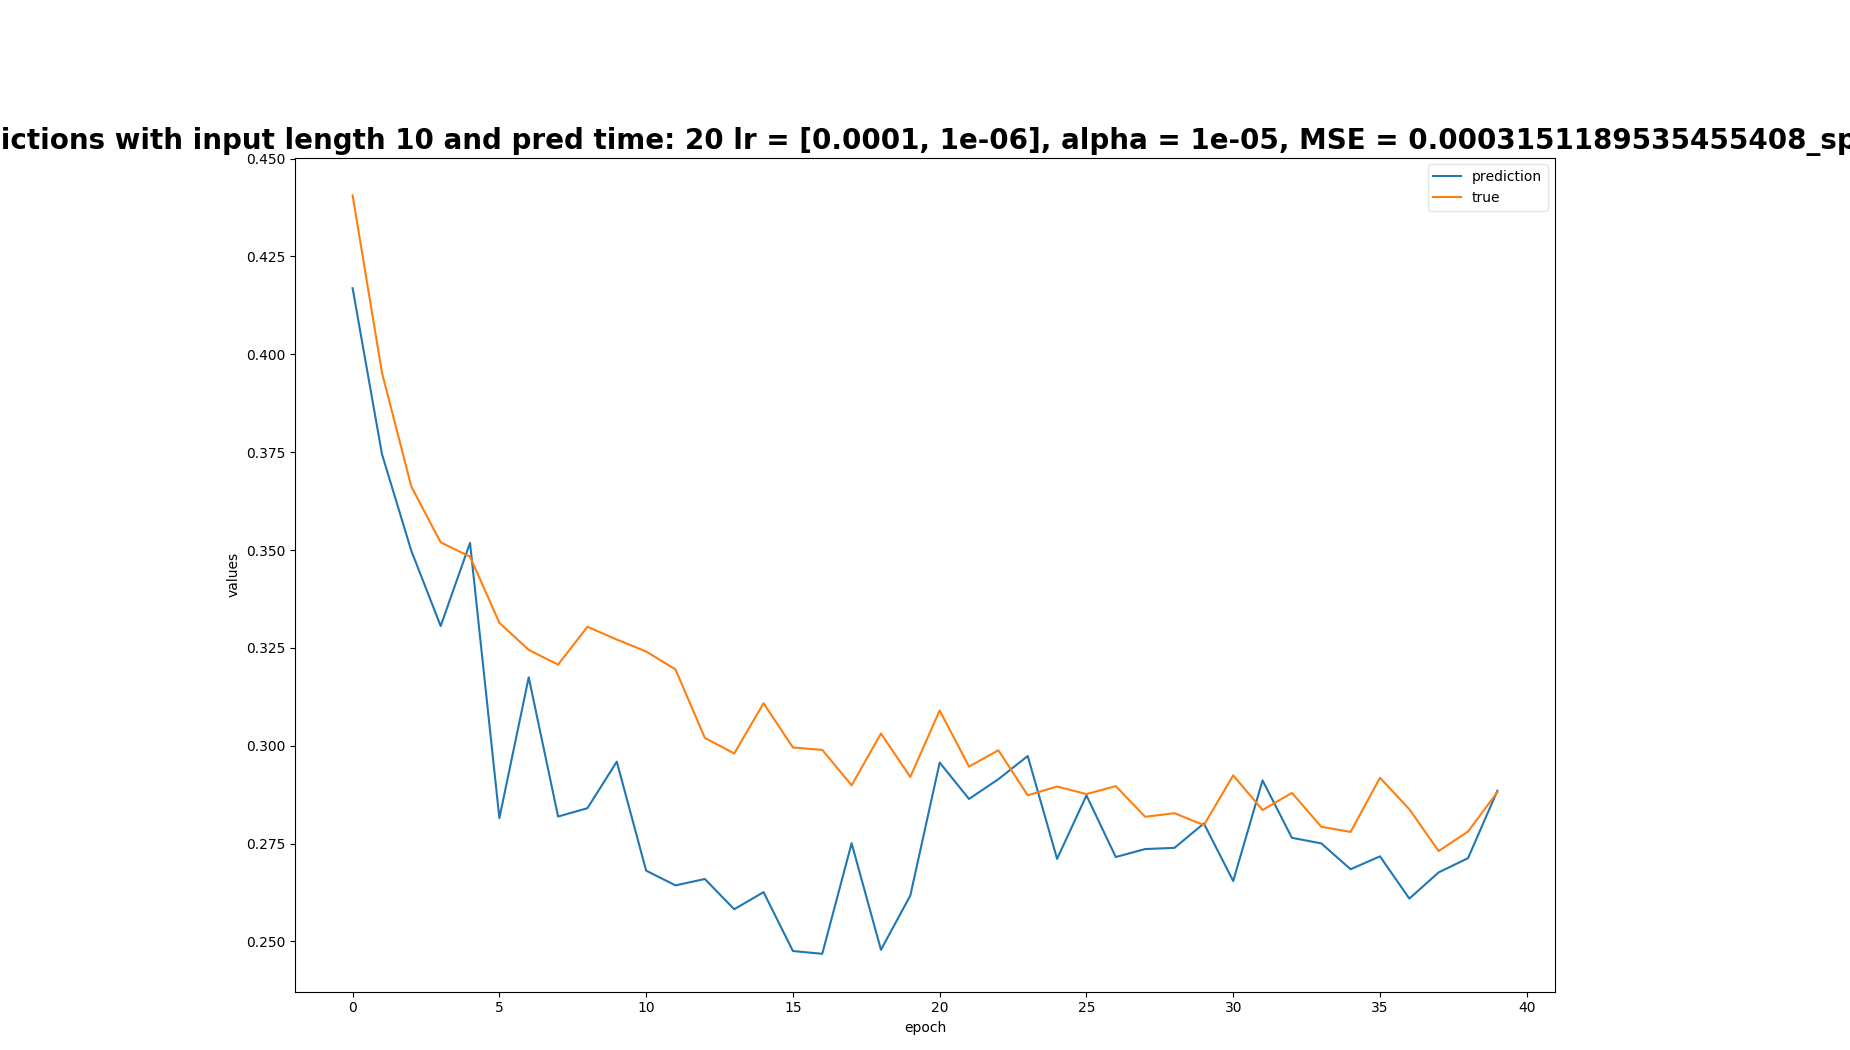 ictions with input length 10 and pred time: 20 lr = [0.0001, 1e-06], alpha = 1e-05, MSE = 0.0003151189535455408_sp
prediction
true
0.450
0.425
0.400
0.375
0.350
0.325
0.300
0.275
0.250
values
0 5 10 15 20 25 30 35 40
epoch